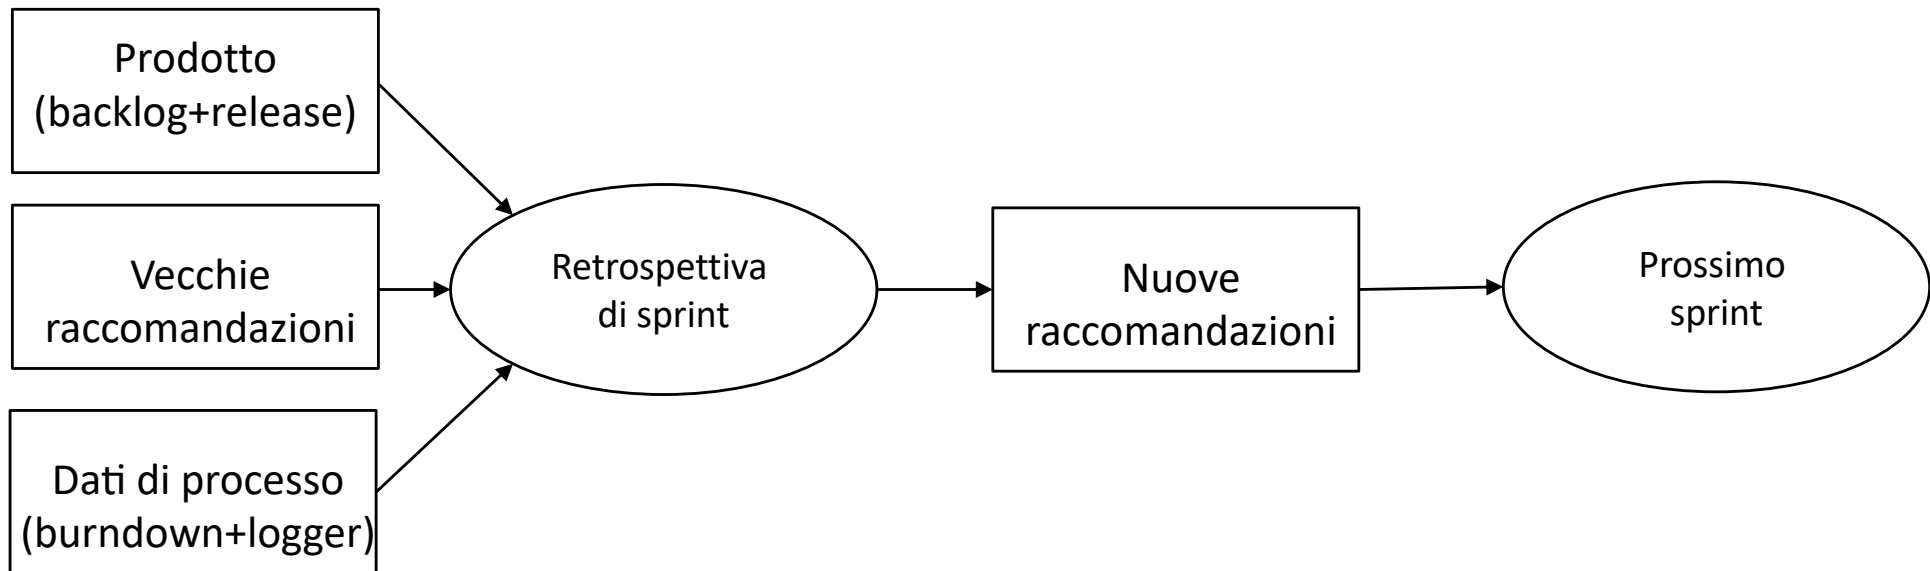 Prodotto
(backlog+release)
Vecchie
raccomandazioni
Dati di processo
(burndown+logger)
Retrospettiva
di sprint
Nuove
raccomandazioni
Prossimo
sprint